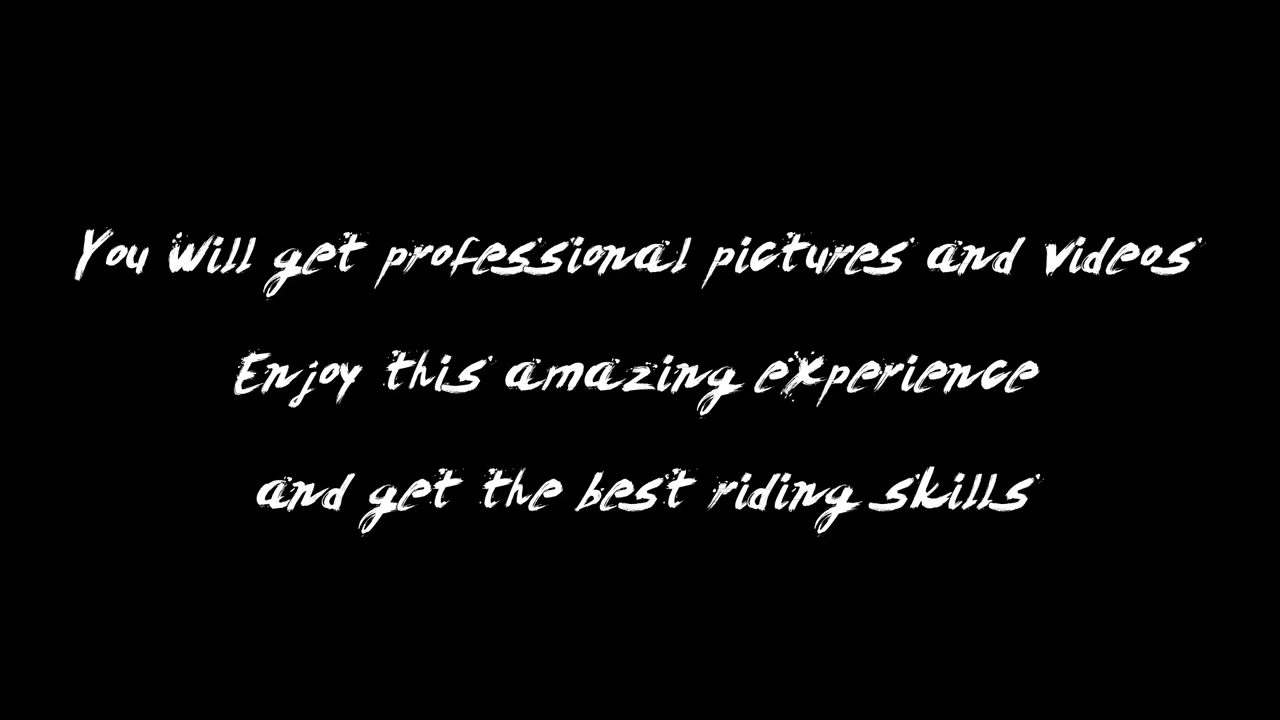 You will get professional pictures and videos
Enjoy this amazing experience
and get the best riding skills